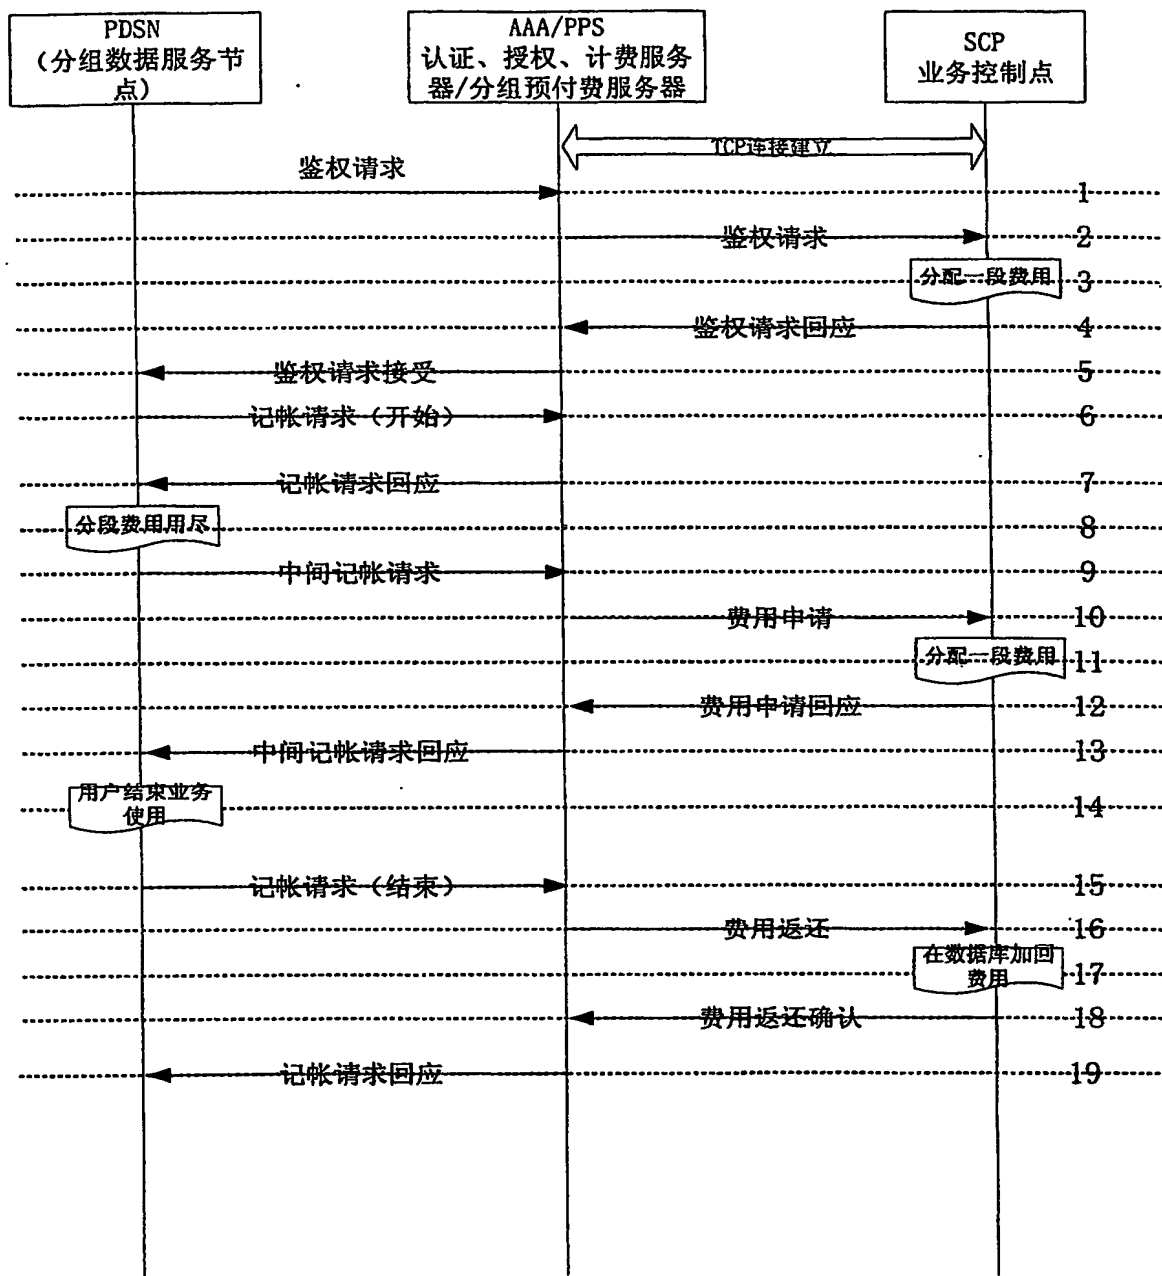 PDSN
（分组数据服务节
点）
AAA/PPS
认证、授权、计费服务
器/分组预付费服务器
SCP
业务控制点
TCP连接建立
鉴权请求
1
鉴权请求
2
分配一段费用
3
鉴权请求回应
4
鉴权请求接受
5
记帐请求（开始）
6
记帐请求回应
7
分段费用用尽
8
中间记帐请求
9
费用申请
10
分配一段费用
11
费用申请回应
12
中间记帐请求回应
13
用户结束业务
使用
14
记帐请求（结束）
15
费用返还
16
在数据库加回
费用
17
费用返还确认
18
记帐请求回应
19